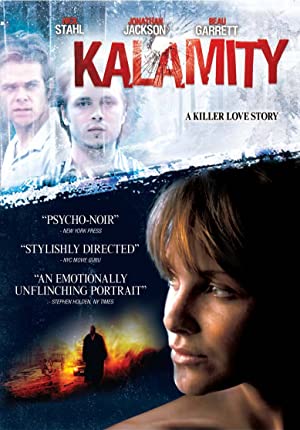 NICK STAHL
JONATHAN JACKSON
BEAU GARRETT
KALAMITY
A KILLER LOVE STORY
"PSYCHO-NOIR"
- NEW YORK PRESS
"STYLISHLY DIRECTED"
- NYC MOVIE GURU
"AN EMOTIONALLY
UNFLINCHING PORTRAIT"
- STEPHEN HOLDEN, NY TIMES